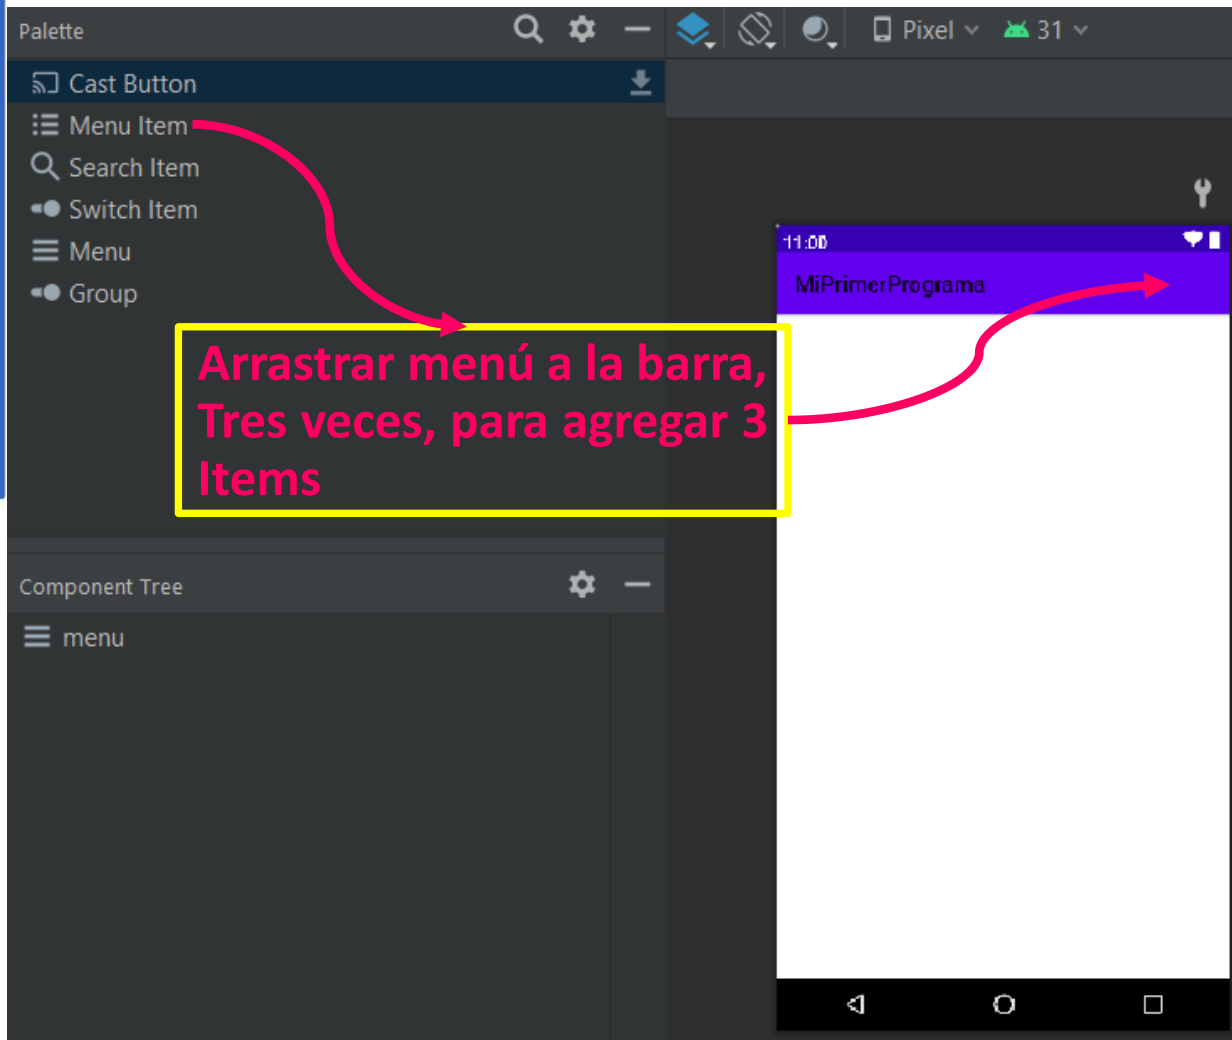 Palette
Pixel
31
Cast Button
Menu Item
Search Item
Switch Item
Menu
Group
11:00
MiPrimerPrograma
Arrastrar menú a la barra,
Tres veces, para agregar 3
Items
Component Tree
menu